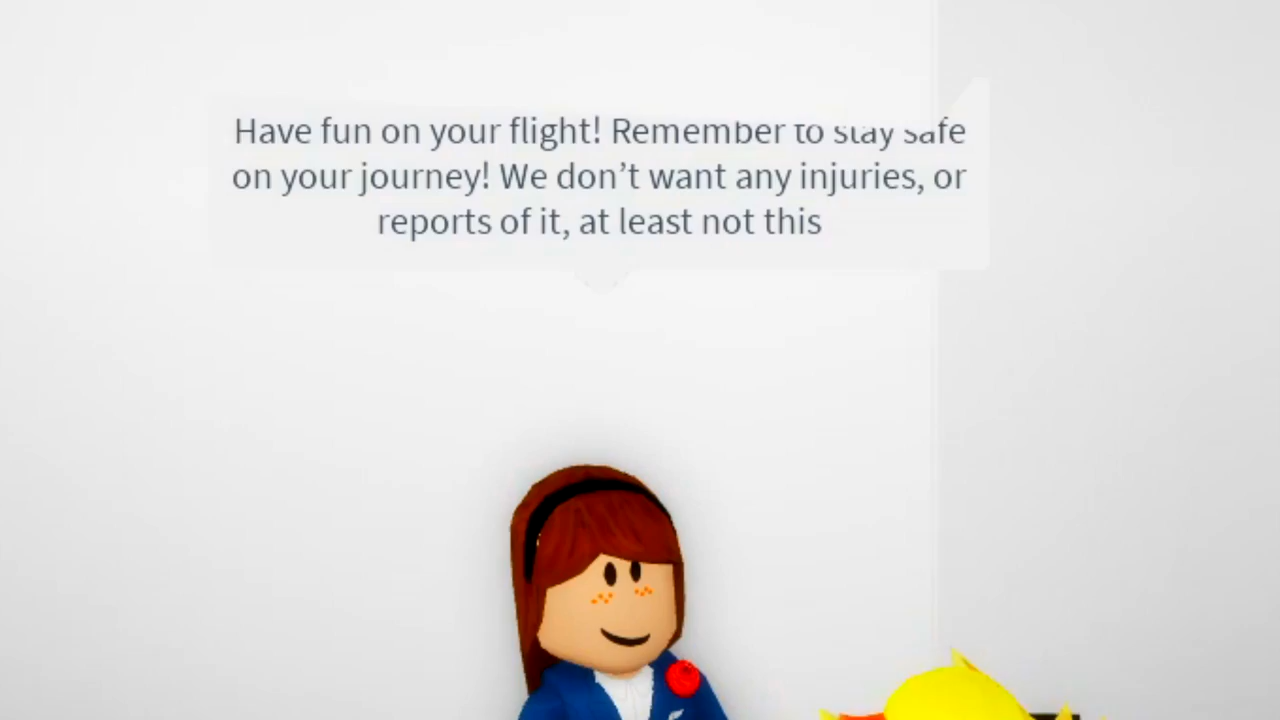 Have fun on your flight! Remember to stay safe
on your journey! We don’t want any injuries, or
reports of it, at least not this